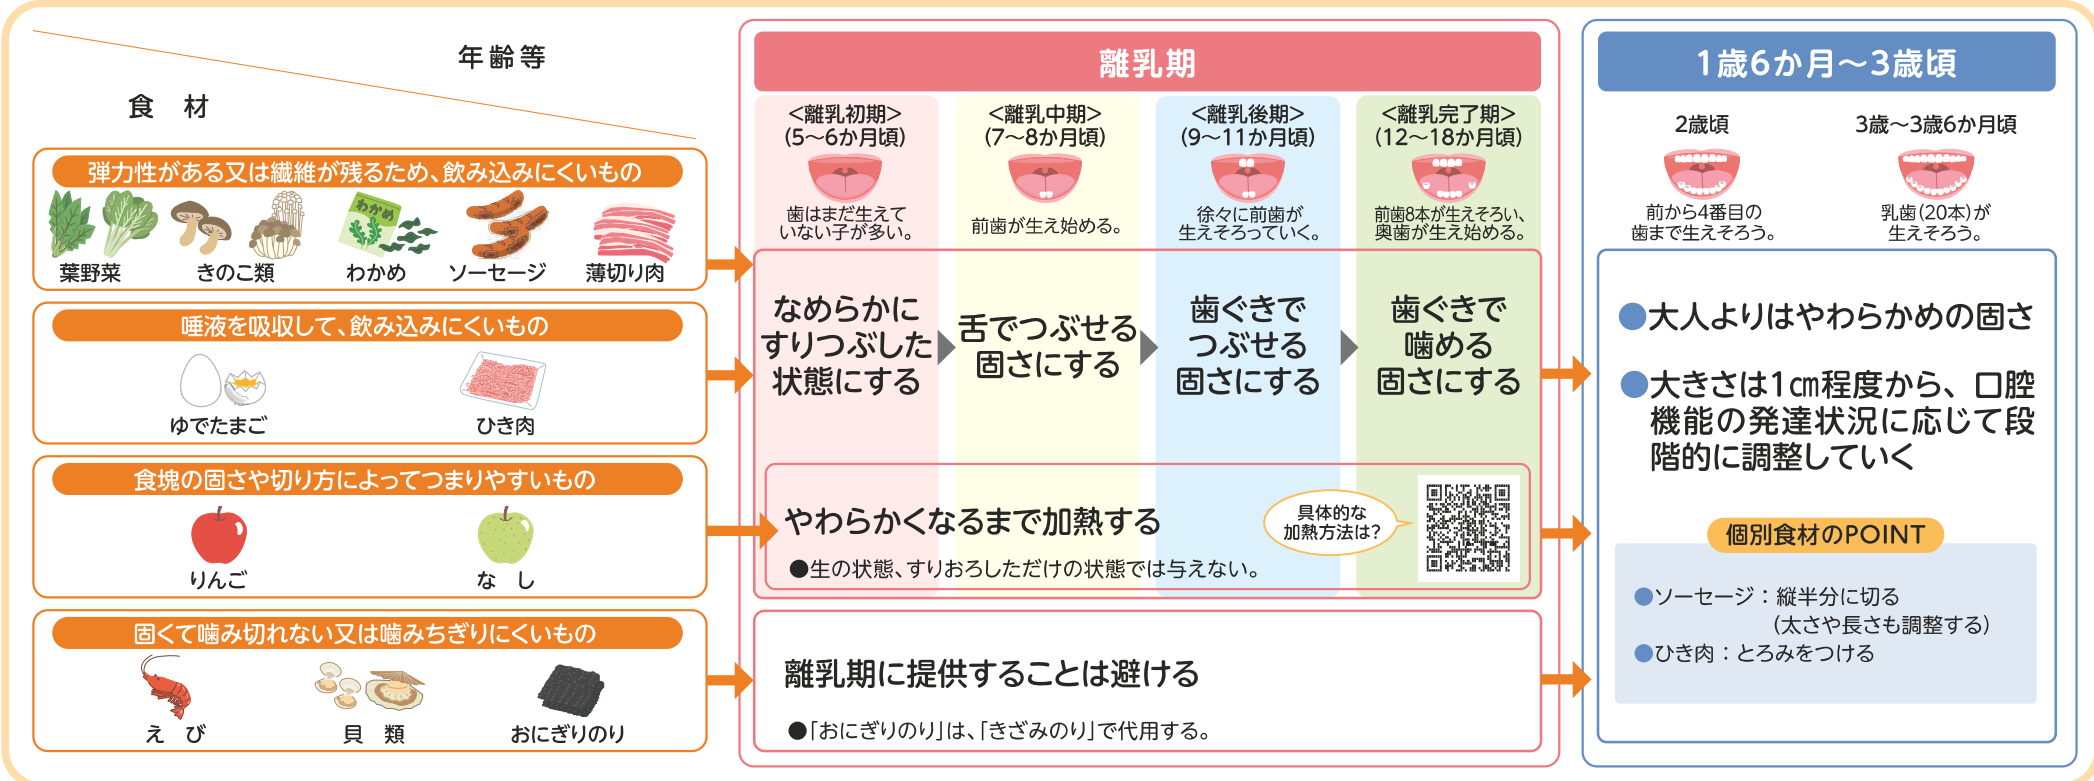 年齢等
食　材
弾力性がある又は繊維が残るため、飲み込みにくいもの
わかめ
葉野菜
きのこ類
わかめ
ソーセージ
薄切り肉
唾液を吸収して、飲み込みにくいもの
ゆでたまご
ひき肉
食塊の固さや切り方によってつまりやすいもの
りんご
な　し
固くて噛み切れない又は噛みちぎりにくいもの
え　び
貝　類
おにぎりのり
離乳期
<離乳初期>
(5〜6か月頃)
歯はまだ生えて
いない子が多い。
<離乳中期>
(7〜8か月頃)
前歯が生え始める。
<離乳後期>
(9〜11か月頃)
徐々に前歯が
生えそろっていく。
<離乳完了期>
(12〜18か月頃)
前歯8本が生えそろい、
奥歯が生え始める。
なめらかに
すりつぶした
状態にする
舌でつぶせる
固さにする
歯ぐきで
つぶせる
固さにする
歯ぐきで
噛める
固さにする
やわらかくなるまで加熱する
●生の状態、すりおろしただけの状態では与えない。
具体的な
加熱方法は？
離乳期に提供することは避ける
●「おにぎりのり」は、「きざみのり」で代用する。
1歳6か月〜3歳頃
2歳頃
前から4番目の
歯まで生えそろう。
3歳〜3歳6か月頃
乳歯(20本)が
生えそろう。
●大人よりはやわらかめの固さ
●大きさは1㎝程度から、口腔
機能の発達状況に応じて段
階的に調整していく
個別食材のPOINT
●ソーセージ：縦半分に切る
(太さや長さも調整する)
●ひき肉：とろみをつける